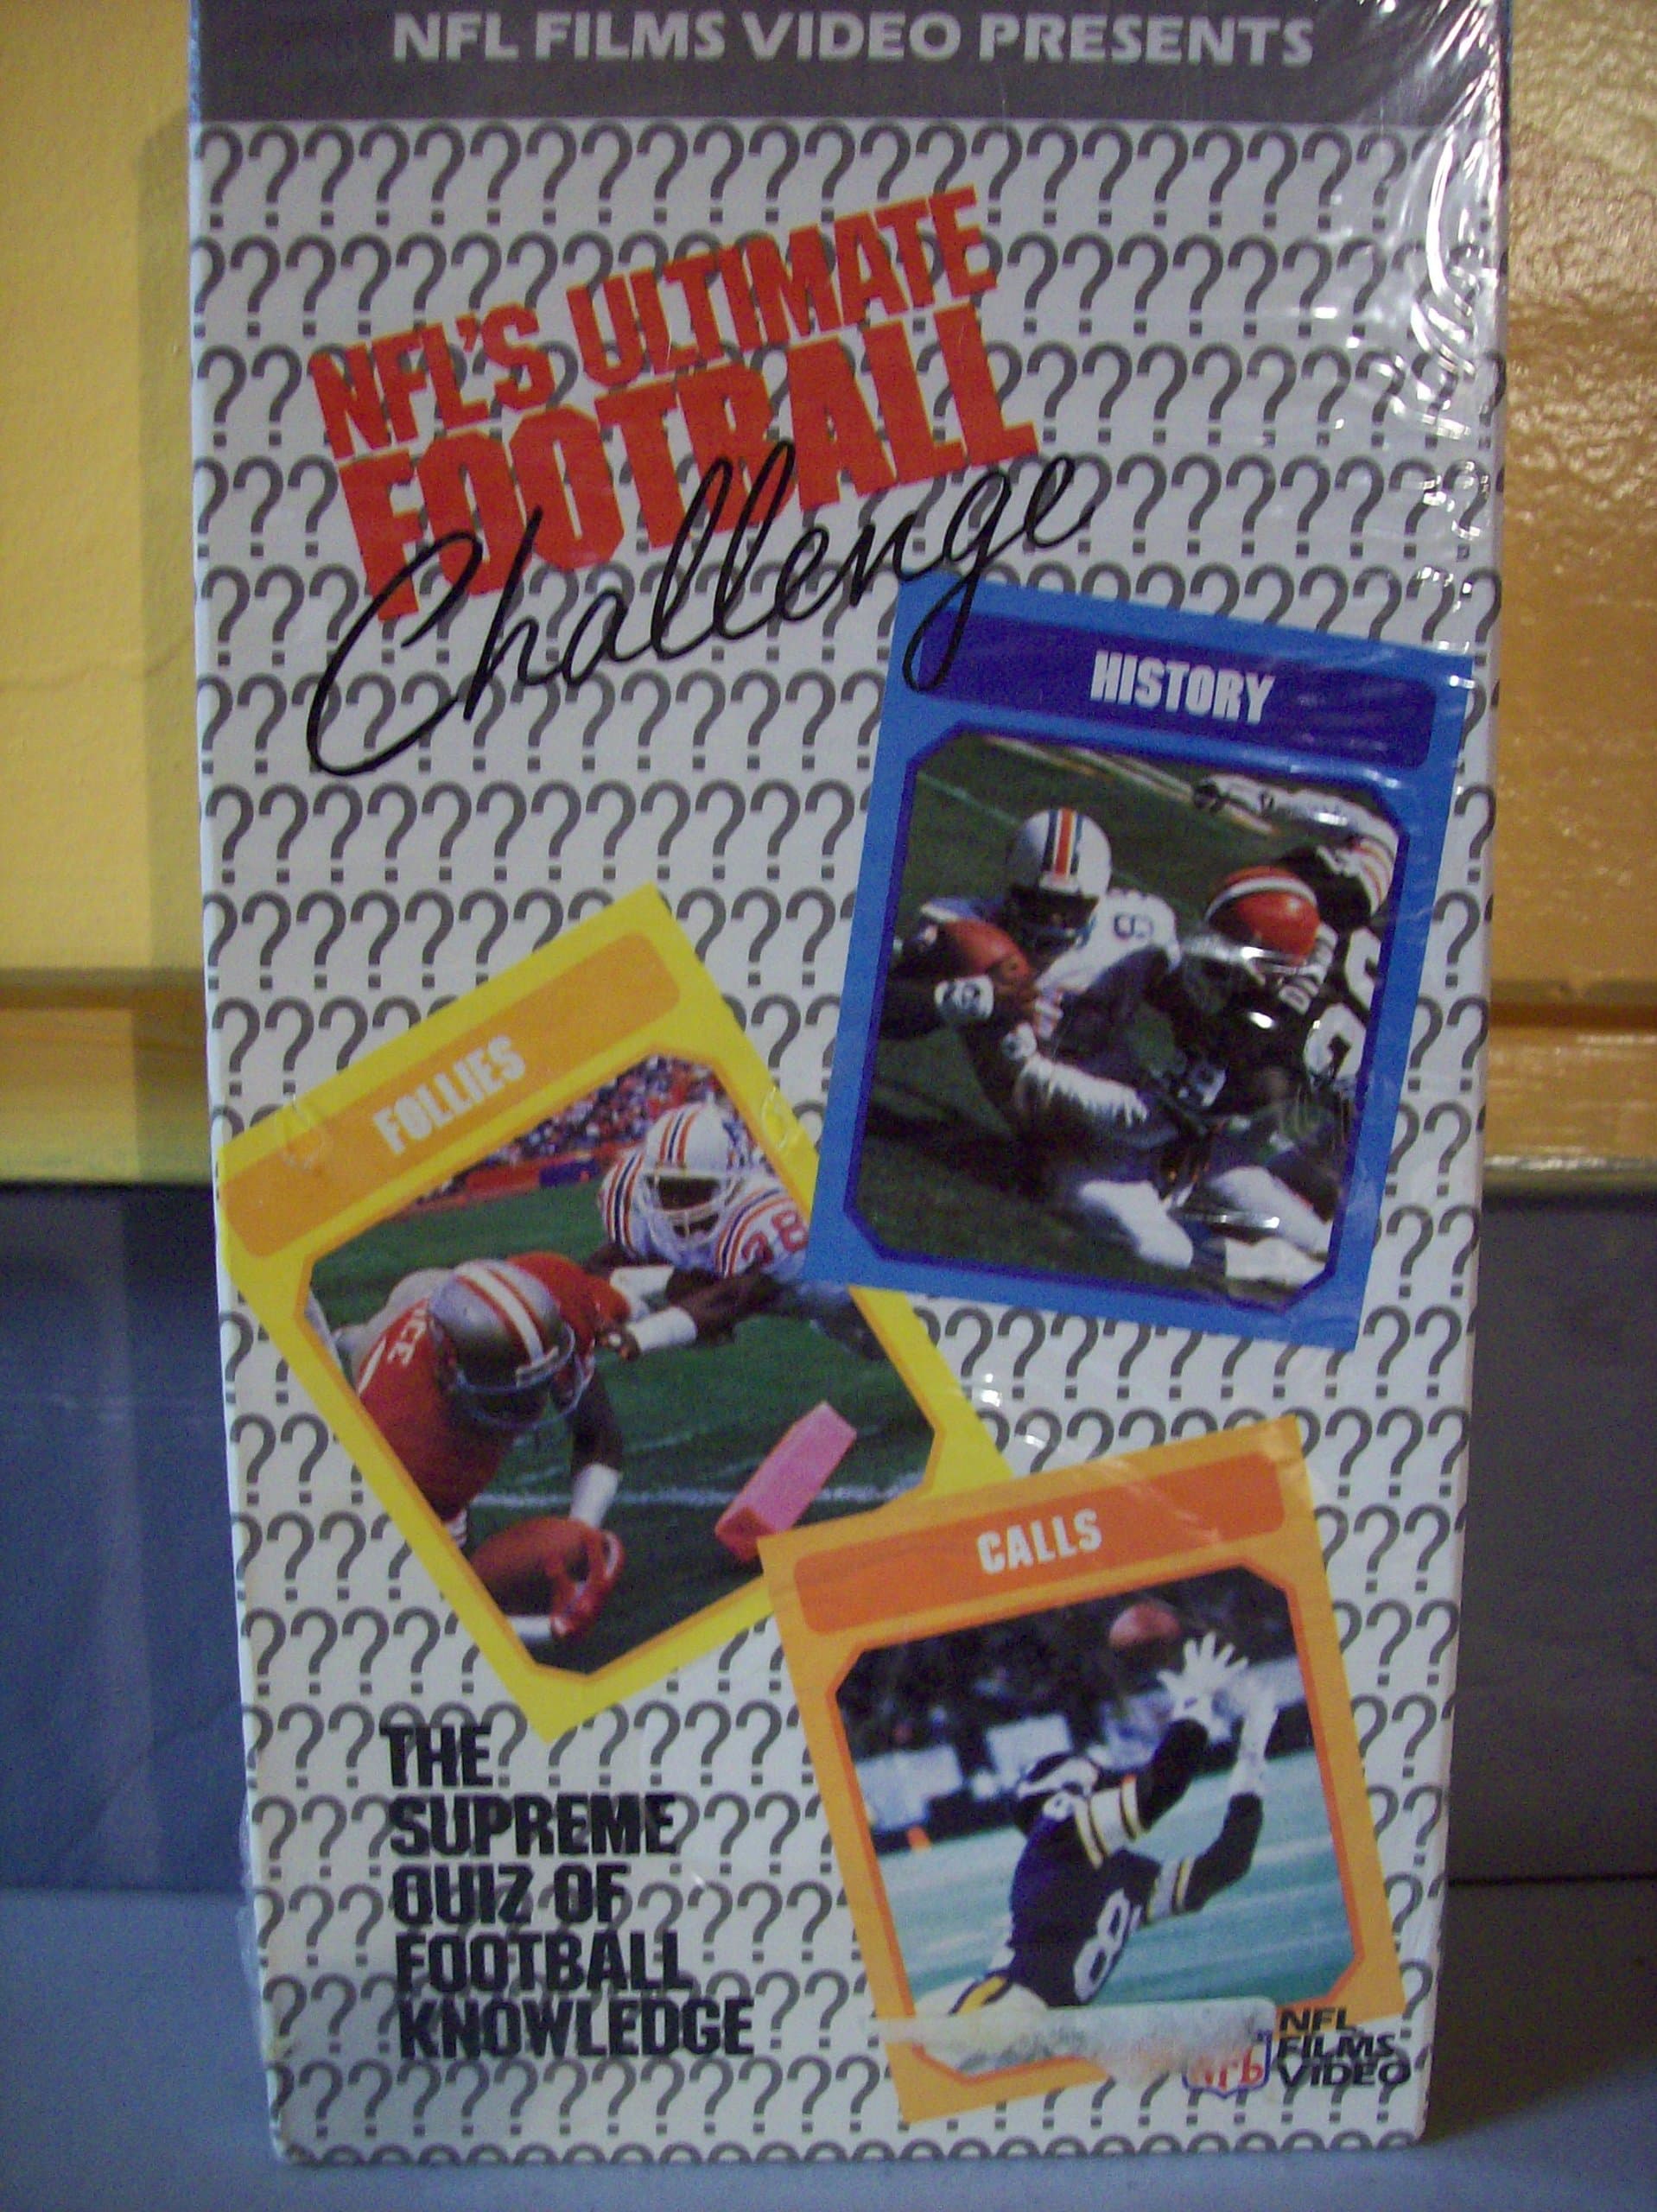 NFL FILMS VIDEO PRESENTS
NFL'S ULTIMATE
FOOTBALL
Challenge
HISTORY
FOLLIES
CALLS
THE
SUPREME
QUIZ OF
FOOTBALL
KNOWLEDGE
NFL
FILMS
VIDEO